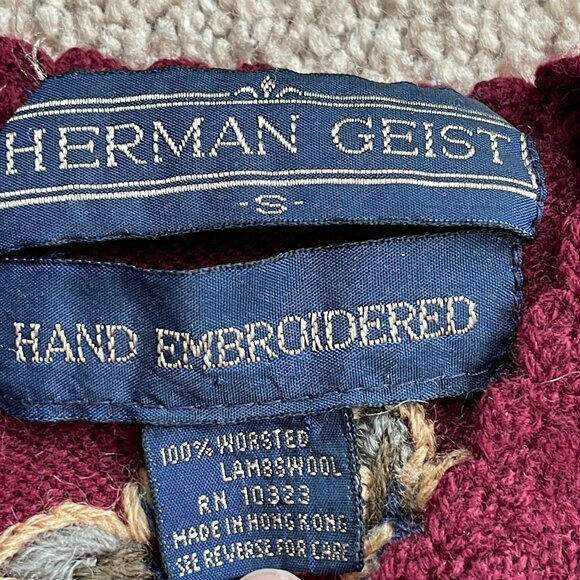 HERMAN GEIST
-S-
HAND EMBROIDERED
100% WORSTED
LAMBSWOOL
RN 10323
MADE IN HONG KONG
SEE REVERSE FOR CARE